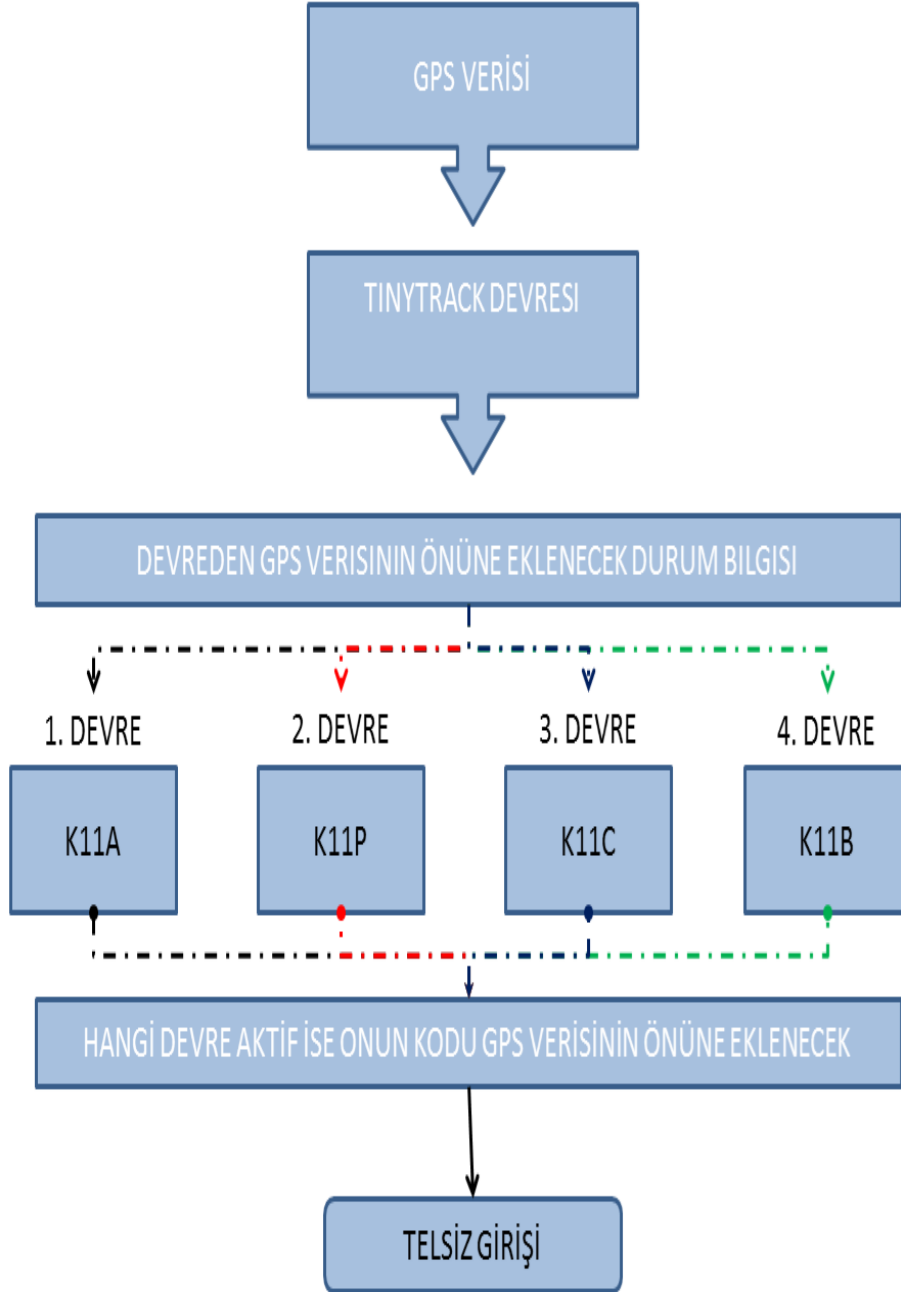 GPS VERİSİ
TINYTRACK DEVRESI
DEVREDEN GPS VERISININ ÖNÜNE EKLENECEK DURUM BILGISI
1. DEVRE
2. DEVRE
3. DEVRE
4. DEVRE
K11A
K11P
K11C
K11B
HANGİ DEVRE AKTİF İSE ONUN KODU GPS VERİSİNİN ÖNÜNE EKLENECEK
TELSİZ GİRİŞİ